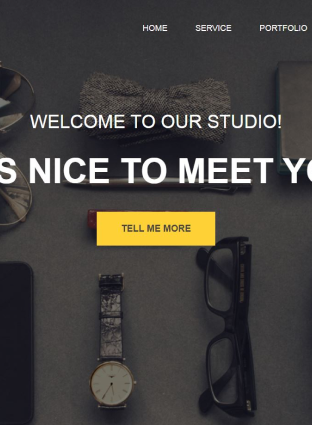 HOME SERVICE PORTFOLIO
WELCOME TO OUR STUDIO!
S NICE TO MEET YO
TELL ME MORE